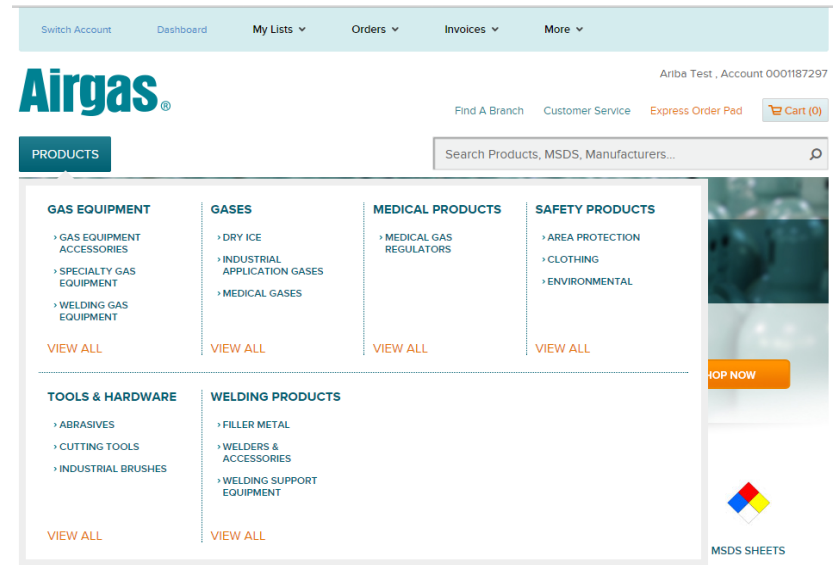 Switch Account Dashboard My Lists Orders Invoices More
Airgas®
Ariba Test , Account 0001187297
Find A Branch Customer Service Express Order Pad Cart (0)
PRODUCTS
Search Products, MSDS, Manufacturers...
GAS EQUIPMENT
› GAS EQUIPMENT
ACCESSORIES
› SPECIALTY GAS
EQUIPMENT
› WELDING GAS
EQUIPMENT
VIEW ALL
GASES
› DRY ICE
› INDUSTRIAL
APPLICATION GASES
› MEDICAL GASES
VIEW ALL
MEDICAL PRODUCTS
› MEDICAL GAS
REGULATORS
VIEW ALL
SAFETY PRODUCTS
› AREA PROTECTION
› CLOTHING
› ENVIRONMENTAL
VIEW ALL
HOP NOW
TOOLS & HARDWARE
› ABRASIVES
› CUTTING TOOLS
› INDUSTRIAL BRUSHES
VIEW ALL
WELDING PRODUCTS
› FILLER METAL
› WELDERS &
ACCESSORIES
› WELDING SUPPORT
EQUIPMENT
VIEW ALL
MSDS SHEETS